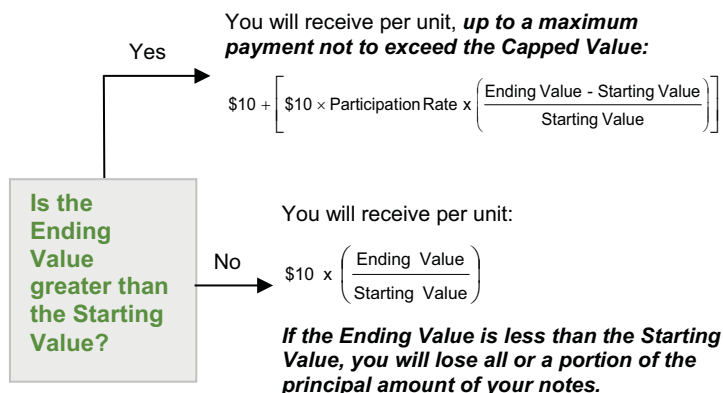 You will receive per unit, up to a maximum
payment not to exceed the Capped Value:
Yes
$10 + [ $10 × Participation Rate x ( Ending Value - Starting Value / Starting Value ) ]
Is the
Ending
Value
greater than
the Starting
Value?
You will receive per unit:
No
$10 x ( Ending Value / Starting Value )
If the Ending Value is less than the Starting
Value, you will lose all or a portion of the
principal amount of your notes.